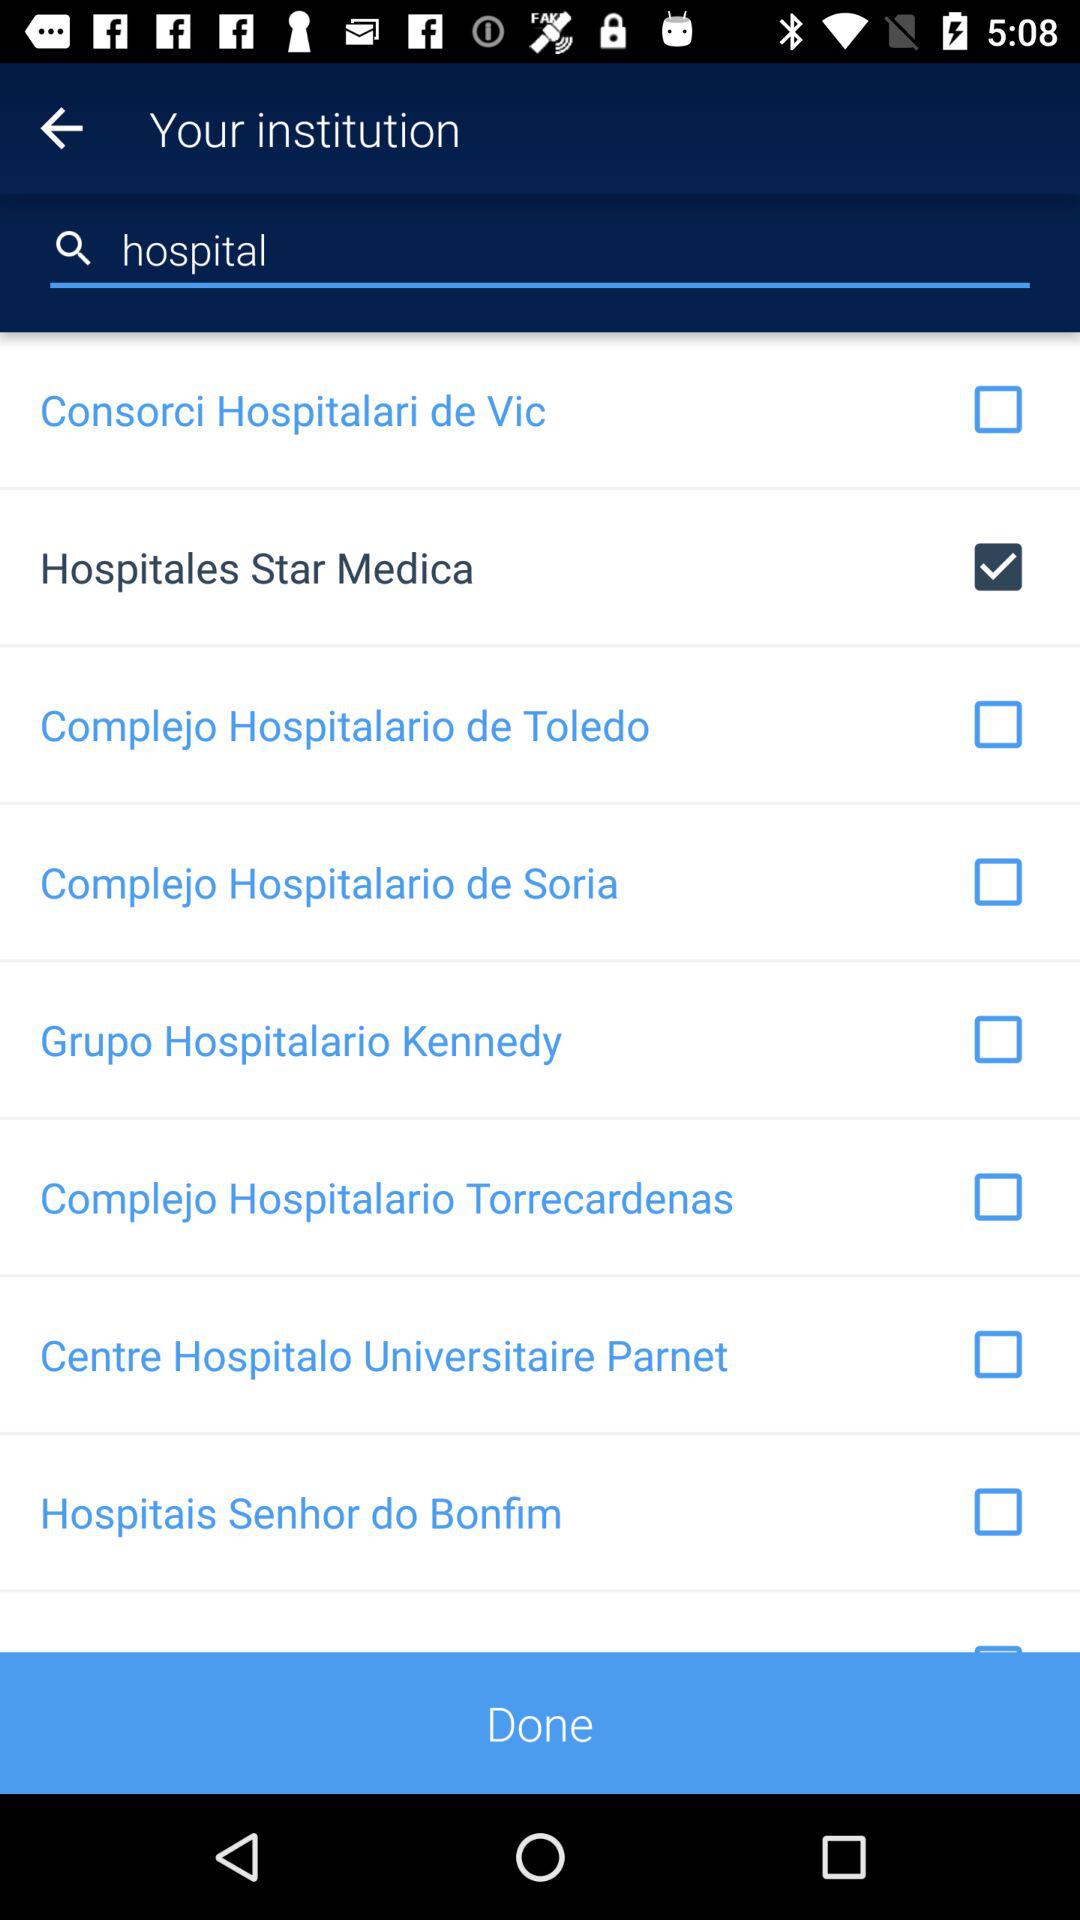 FAKE
5:08
Your institution
hospital
Consorci Hospitalari de Vic
Hospitales Star Medica
Complejo Hospitalario de Toledo
Complejo Hospitalario de Soria
Grupo Hospitalario Kennedy
Complejo Hospitalario Torrecardenas
Centre Hospitalo Universitaire Parnet
Hospitais Senhor do Bonfim
Done